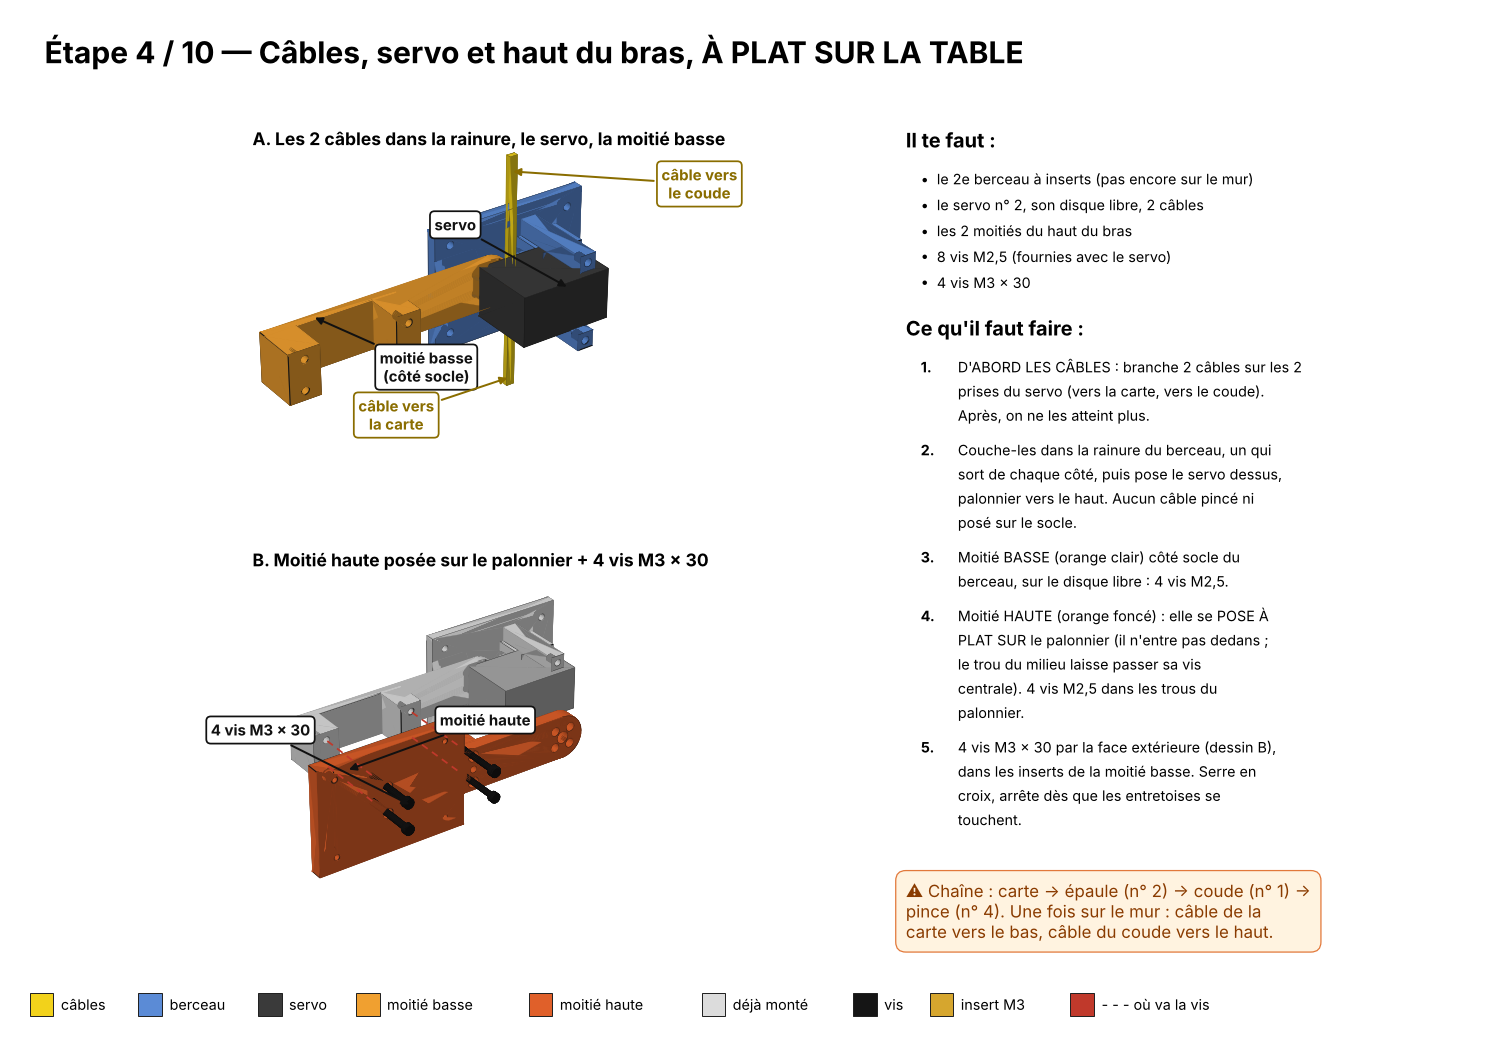 Étape 4 / 10 — Câbles, servo et haut du bras, À PLAT SUR LA TABLE
A. Les 2 câbles dans la rainure, le servo, la moitié basse
câble vers
le coude
servo
moitié basse
(côté socle)
câble vers
la carte
B. Moitié haute posée sur le palonnier + 4 vis M3 × 30
4 vis M3 × 30
moitié haute
Il te faut :
• le 2e berceau à inserts (pas encore sur le mur)
• le servo n° 2, son disque libre, 2 câbles
• les 2 moitiés du haut du bras
• 8 vis M2,5 (fournies avec le servo)
• 4 vis M3 × 30
Ce qu'il faut faire :
1. D'ABORD LES CÂBLES : branche 2 câbles sur les 2
prises du servo (vers la carte, vers le coude).
Après, on ne les atteint plus.
2. Couche-les dans la rainure du berceau, un qui
sort de chaque côté, puis pose le servo dessus,
palonnier vers le haut. Aucun câble pincé ni
posé sur le socle.
3. Moitié BASSE (orange clair) côté socle du
berceau, sur le disque libre : 4 vis M2,5.
4. Moitié HAUTE (orange foncé) : elle se POSE À
PLAT SUR le palonnier (il n'entre pas dedans ;
le trou du milieu laisse passer sa vis
centrale). 4 vis M2,5 dans les trous du
palonnier.
5. 4 vis M3 × 30 par la face extérieure (dessin B),
dans les inserts de la moitié basse. Serre en
croix, arrête dès que les entretoises se
touchent.
⚠ Chaîne : carte → épaule (n° 2) → coude (n° 1) →
pince (n° 4). Une fois sur le mur : câble de la
carte vers le bas, câble du coude vers le haut.
câbles berceau servo moitié basse moitié haute déjà monté vis insert M3 - - - où va la vis